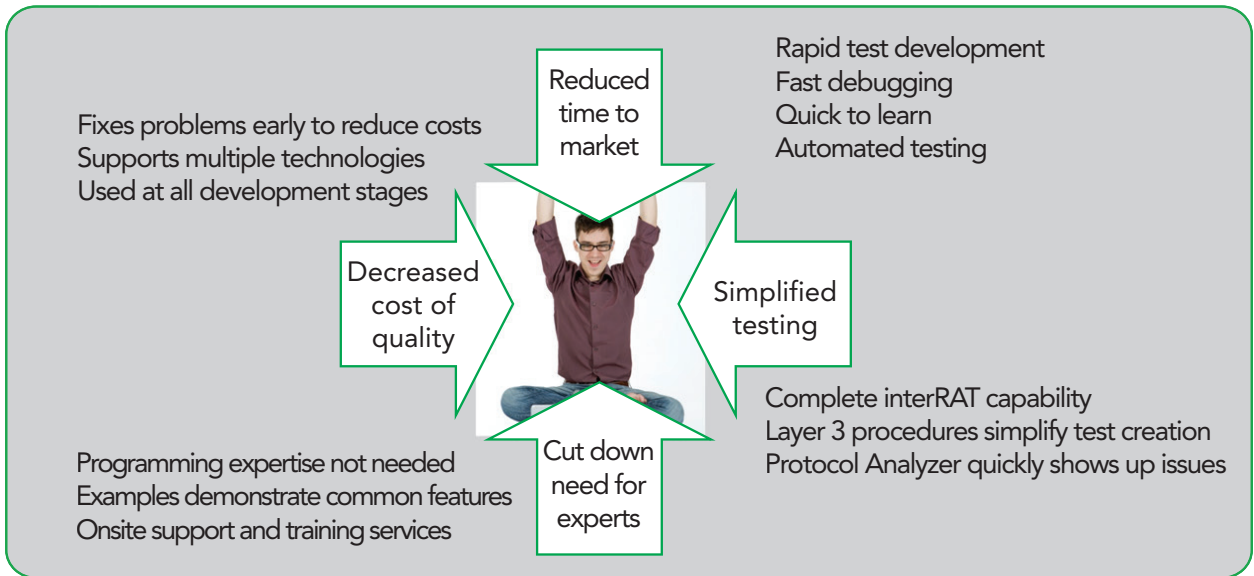 Reduced
time to
market
Rapid test development
Fast debugging
Quick to learn
Automated testing
Fixes problems early to reduce costs
Supports multiple technologies
Used at all development stages
Decreased
cost of
quality
Simplified
testing
Complete interRAT capability
Layer 3 procedures simplify test creation
Protocol Analyzer quickly shows up issues
Programming expertise not needed
Examples demonstrate common features
Onsite support and training services
Cut down
need for
experts